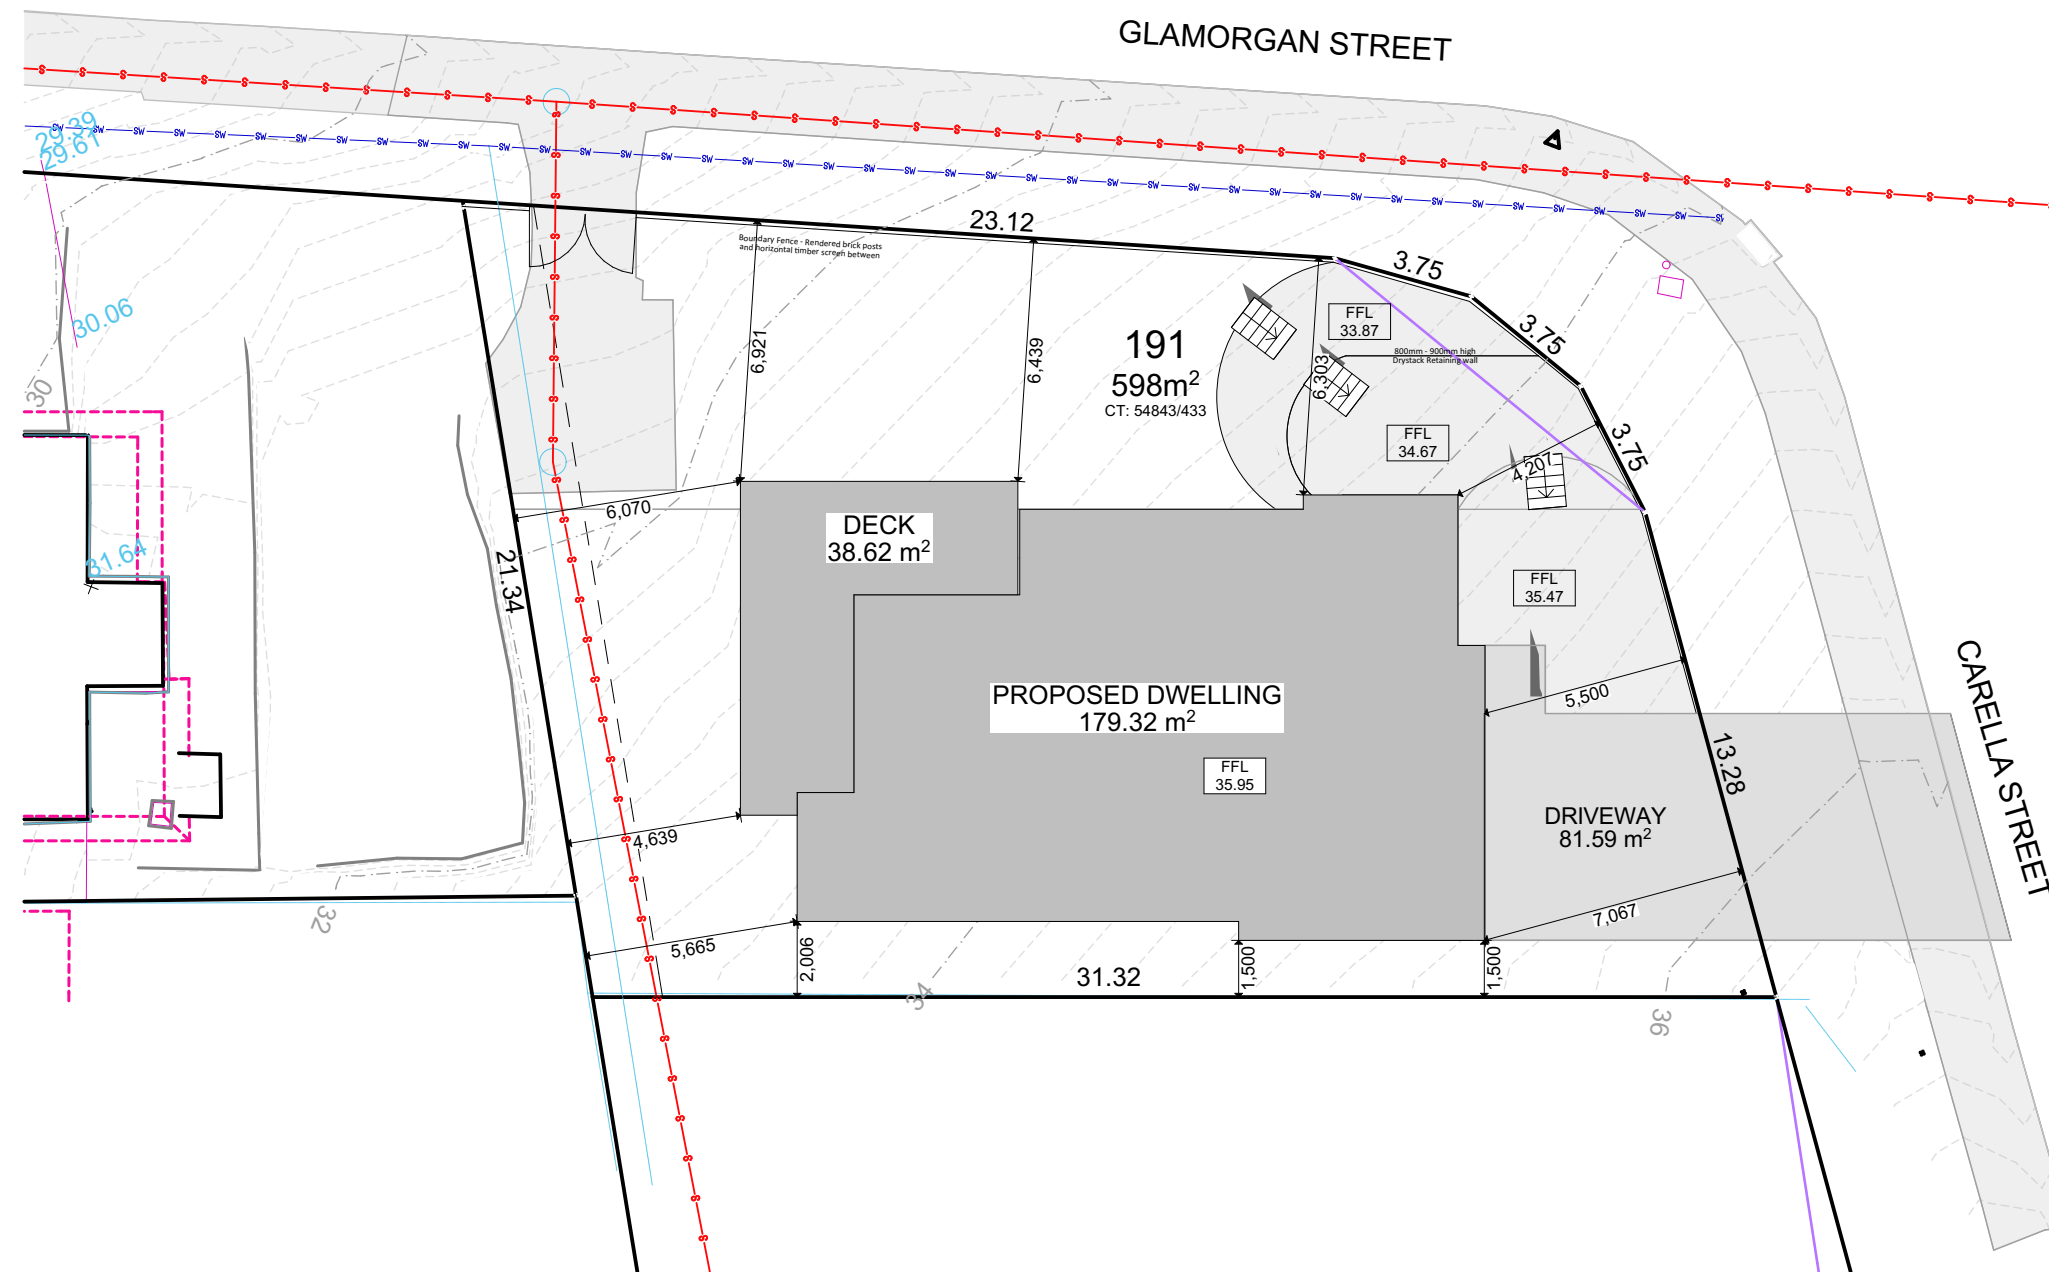 GLAMORGAN STREET
29.39
29.61
30.06
30
31.64
32
34
36
23.12
3.75
3.75
3.75
13.28
21.34
31.32
Boundary Fence - Rendered brick posts
and horizontal timber screen between
6,921
6,439
6,303
191
598m²
CT: 54843/433
FFL
33.87
800mm - 900mm high
Drystack Retaining wall
FFL
34.67
4,207
6,070
DECK
38.62 m²
FFL
35.47
PROPOSED DWELLING
179.32 m²
5,500
FFL
35.95
DRIVEWAY
81.59 m²
4,639
7,067
5,665
2,006
1,500
1,500
CARELLA STREET